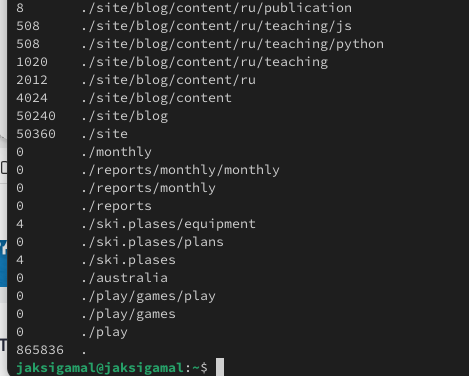 8 ./site/blog/content/ru/publication
508 ./site/blog/content/ru/teaching/js
508 ./site/blog/content/ru/teaching/python
1020 ./site/blog/content/ru/teaching
2012 ./site/blog/content/ru
4024 ./site/blog/content
50240 ./site/blog
50360 ./site
0 ./monthly
0 ./reports/monthly/monthly
0 ./reports/monthly
0 ./reports
4 ./ski.plases/equipment
0 ./ski.plases/plans
4 ./ski.plases
0 ./australia
0 ./play/games/play
0 ./play/games
0 ./play
865836 .
jaksigamal@jaksigamal:~$